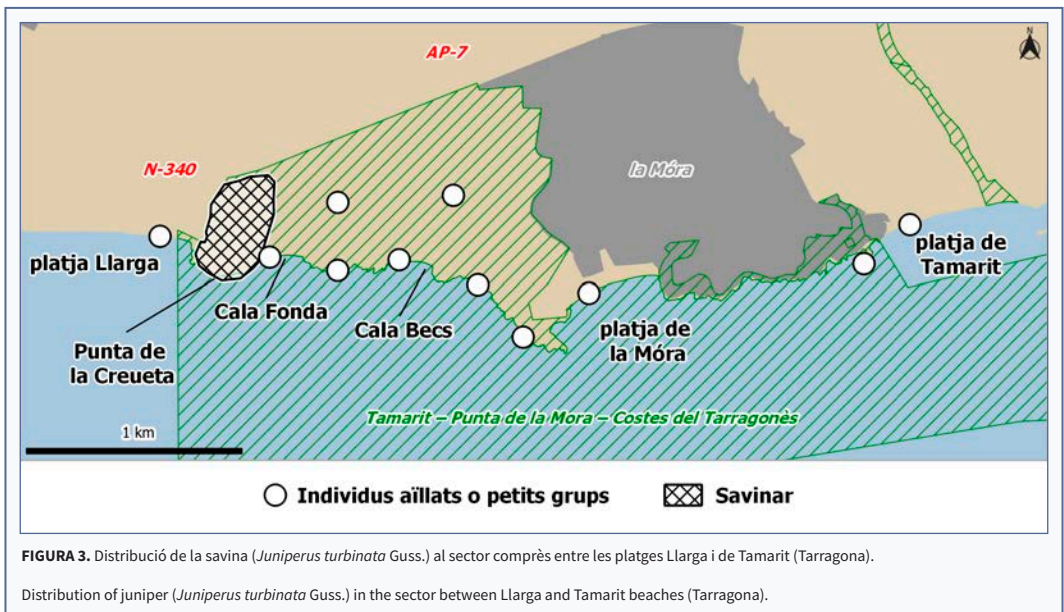 N
AP-7
N-340
la Móra
platja Llarga
platja de
Tamarit
Cala Fonda
Cala Becs
platja de
la Móra
Punta de
la Creueta
Tamarit – Punta de la Mora – Costes del Tarragonès
1 km
Individus aïllats o petits grups
Savinar
FIGURA 3. Distribució de la savina (Juniperus turbinata Guss.) al sector comprès entre les platges Llarga i de Tamarit (Tarragona).
Distribution of juniper (Juniperus turbinata Guss.) in the sector between Llarga and Tamarit beaches (Tarragona).